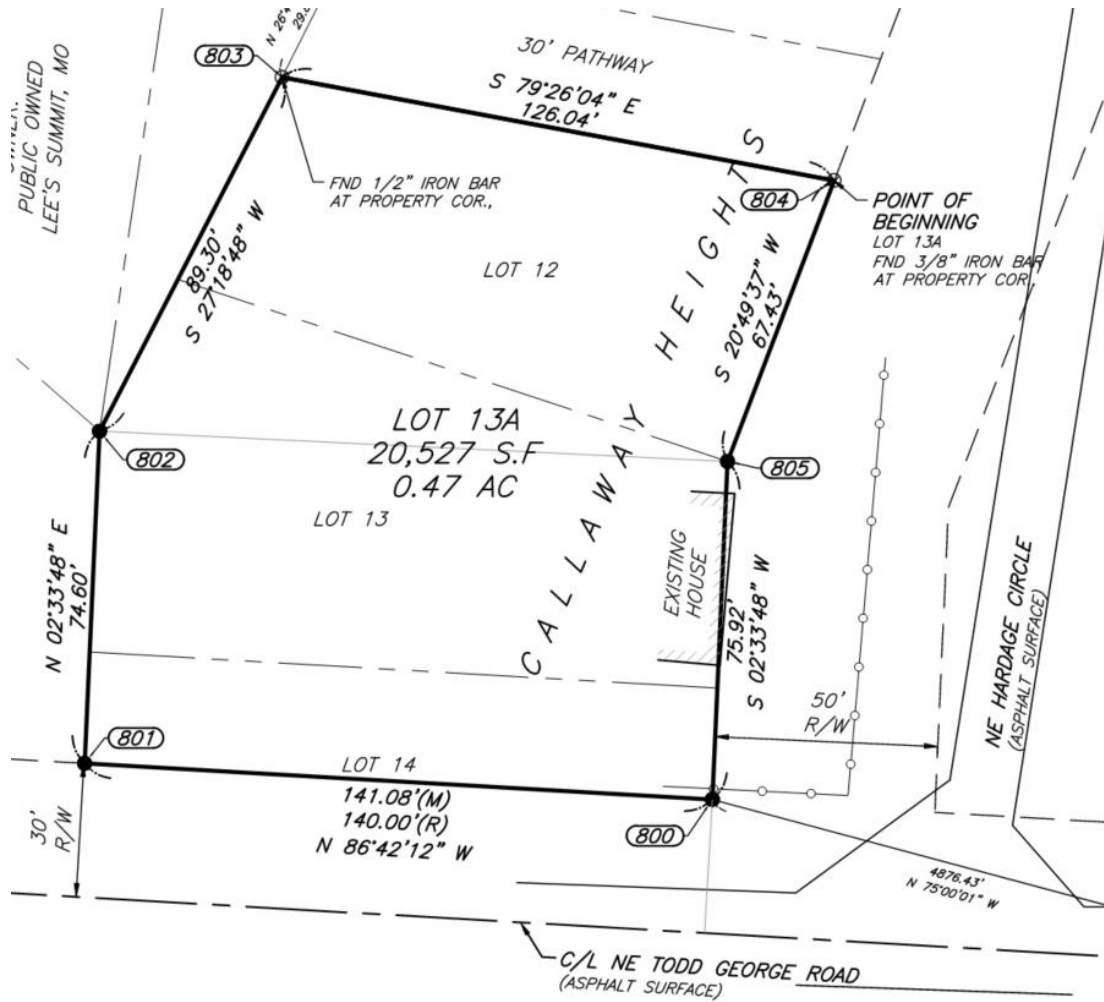 803
N 26°4
29.
30' PATHWAY
S 79°26'04" E
126.04'
PUBLIC OWNED
LEE'S SUMMIT, MO
FND 1/2" IRON BAR
AT PROPERTY COR.,
804
POINT OF
BEGINNING
LOT 13A
FND 3/8" IRON BAR
AT PROPERTY COR.
89.30'
S 27°18'48" W
LOT 12
CALLAWAY HEIGHTS
S 20°49'37" W
67.43'
802
LOT 13A
20,527 S.F
0.47 AC
805
LOT 13
EXISTING
HOUSE
N 02°33'48" E
74.60'
75.92'
S 02°33'48" W
NE HARDAGE CIRCLE
(ASPHALT SURFACE)
50'
R/W
801
LOT 14
141.08'(M)
140.00'(R)
N 86°42'12" W
30'
R/W
800
4876.43'
N 75°00'01" W
C/L NE TODD GEORGE ROAD
(ASPHALT SURFACE)